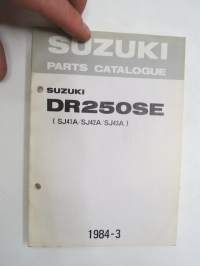 SUZUKI
PARTS CATALOGUE
SUZUKI
DR250SE
( SJ41A/SJ42A/SJ43A )
1984-3